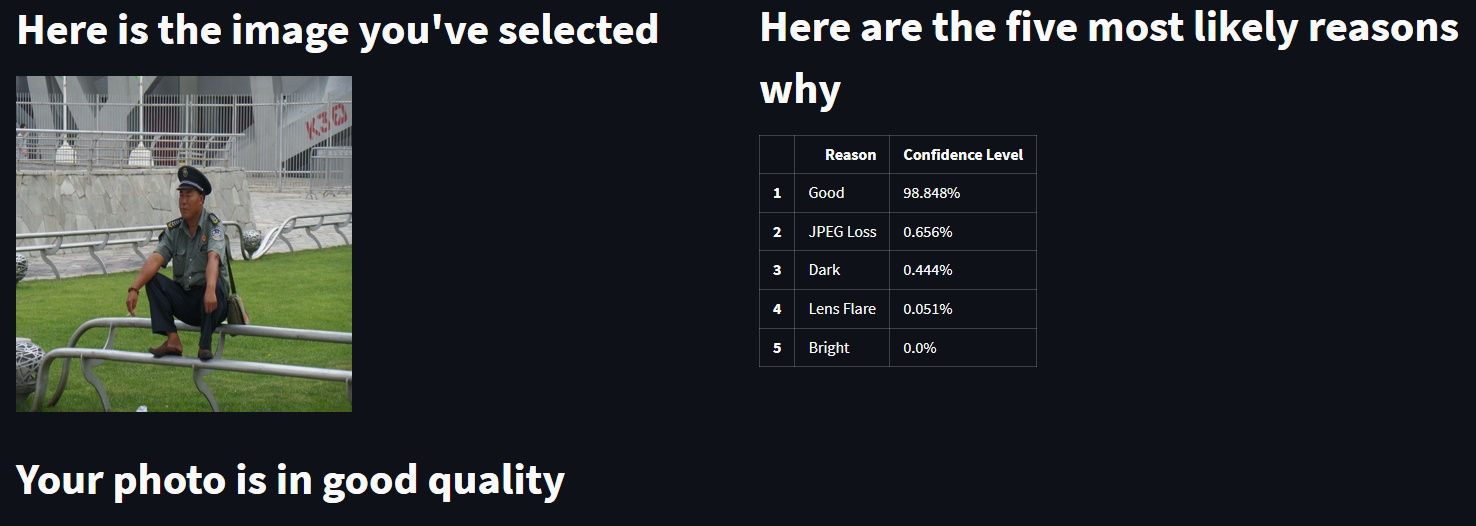 Here is the image you've selected
K3
Your photo is in good quality
Here are the five most likely reasons
why
Reason Confidence Level
1 Good 98.848%
2 JPEG Loss 0.656%
3 Dark 0.444%
4 Lens Flare 0.051%
5 Bright 0.0%